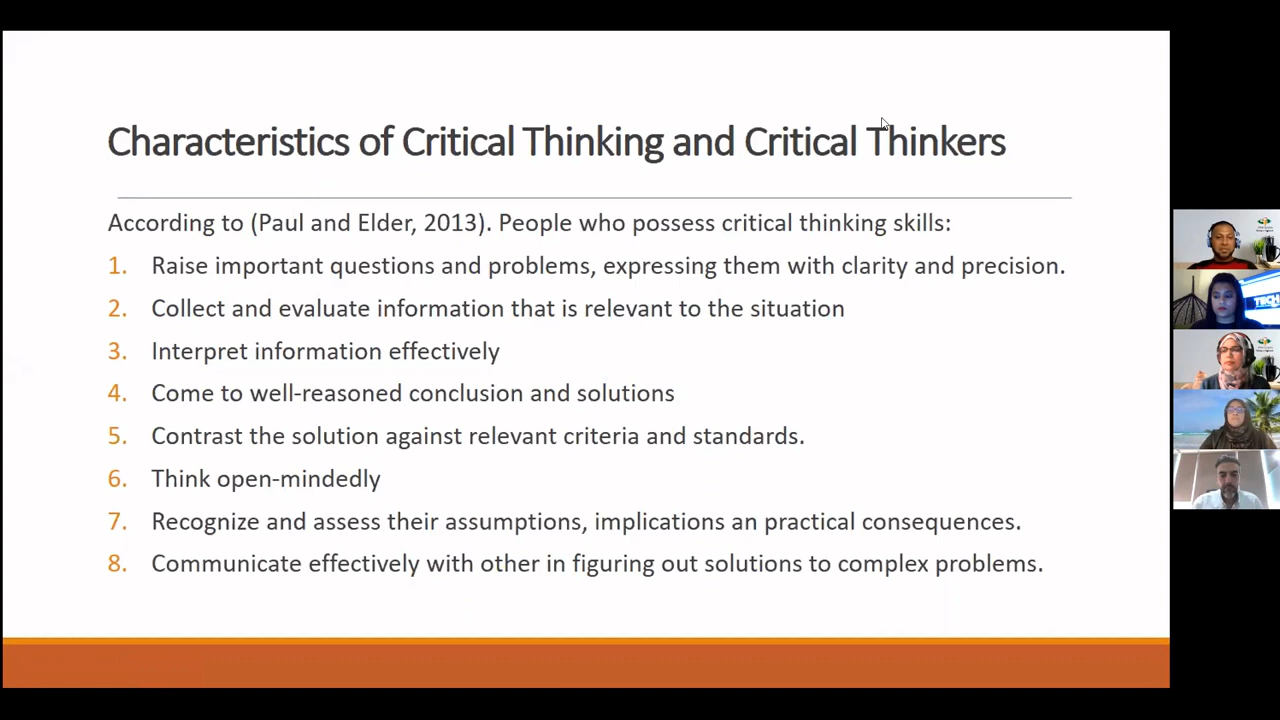 Characteristics of Critical Thinking and Critical Thinkers
According to (Paul and Elder, 2013). People who possess critical thinking skills:
1. Raise important questions and problems, expressing them with clarity and precision.
2. Collect and evaluate information that is relevant to the situation
3. Interpret information effectively
4. Come to well-reasoned conclusion and solutions
5. Contrast the solution against relevant criteria and standards.
6. Think open-mindedly
7. Recognize and assess their assumptions, implications an practical consequences.
8. Communicate effectively with other in figuring out solutions to complex problems.
TECH